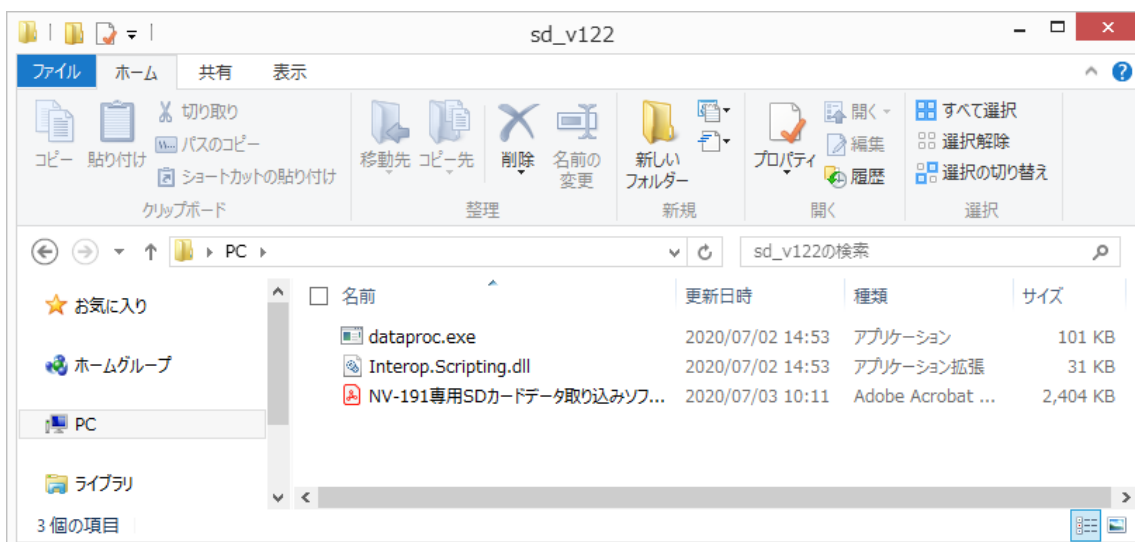 sd_v122
ファイル ホーム 共有 表示
コピー 貼り付け 切り取り パスのコピー ショートカットの貼り付け
移動先 コピー先 削除 名前の変更
新しいフォルダー
プロパティ 開く 編集 履歴
すべて選択 選択解除 選択の切り替え
クリップボード 整理 新規 開く 選択
PC sd_v122の検索
お気に入り
ホームグループ
PC
ライブラリ
名前 更新日時 種類 サイズ
dataproc.exe 2020/07/02 14:53 アプリケーション 101 KB
Interop.Scripting.dll 2020/07/02 14:53 アプリケーション拡張 31 KB
NV-191専用SDカードデータ取り込みソフ... 2020/07/03 10:11 Adobe Acrobat ... 2,404 KB
3 個の項目